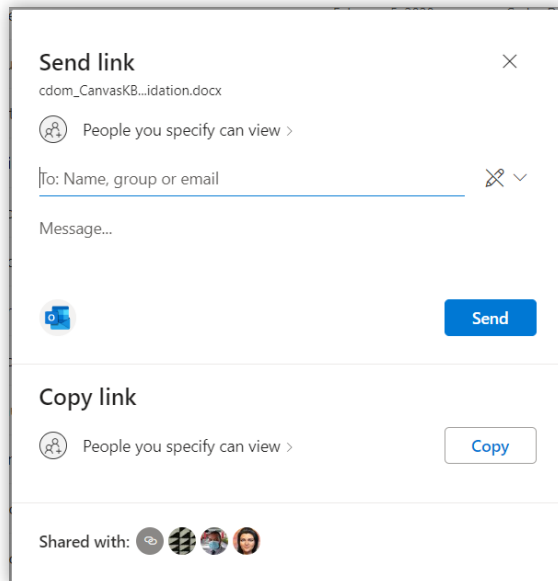 Send link
cdom_CanvasKB...idation.docx
People you specify can view >
To: Name, group or email
Message...
Send
Copy link
People you specify can view >
Copy
Shared with: